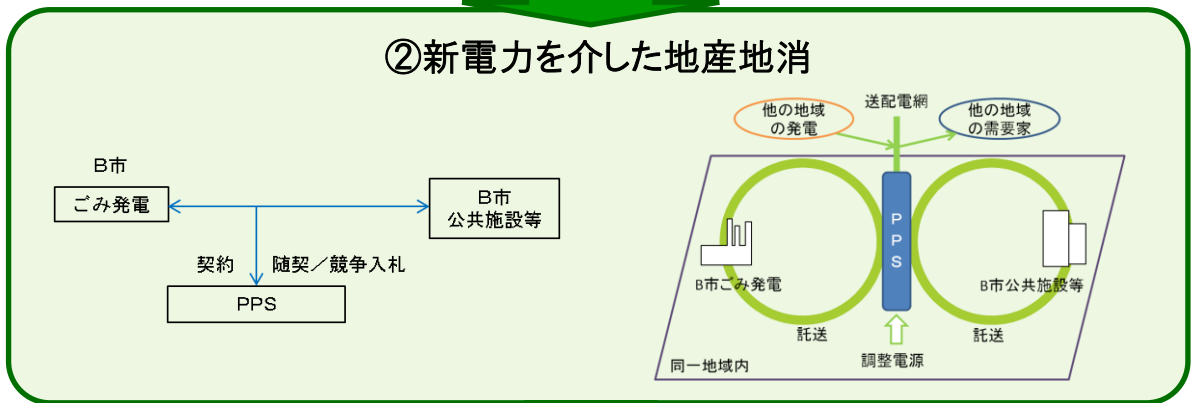 ②新電力を介した地産地消
B市
ごみ発電
B市
公共施設等
契約
随契／競争入札
PPS
送配電網
他の地域
の発電
他の地域
の需要家
PPS
B市ごみ発電
B市公共施設等
託送
託送
調整電源
同一地域内